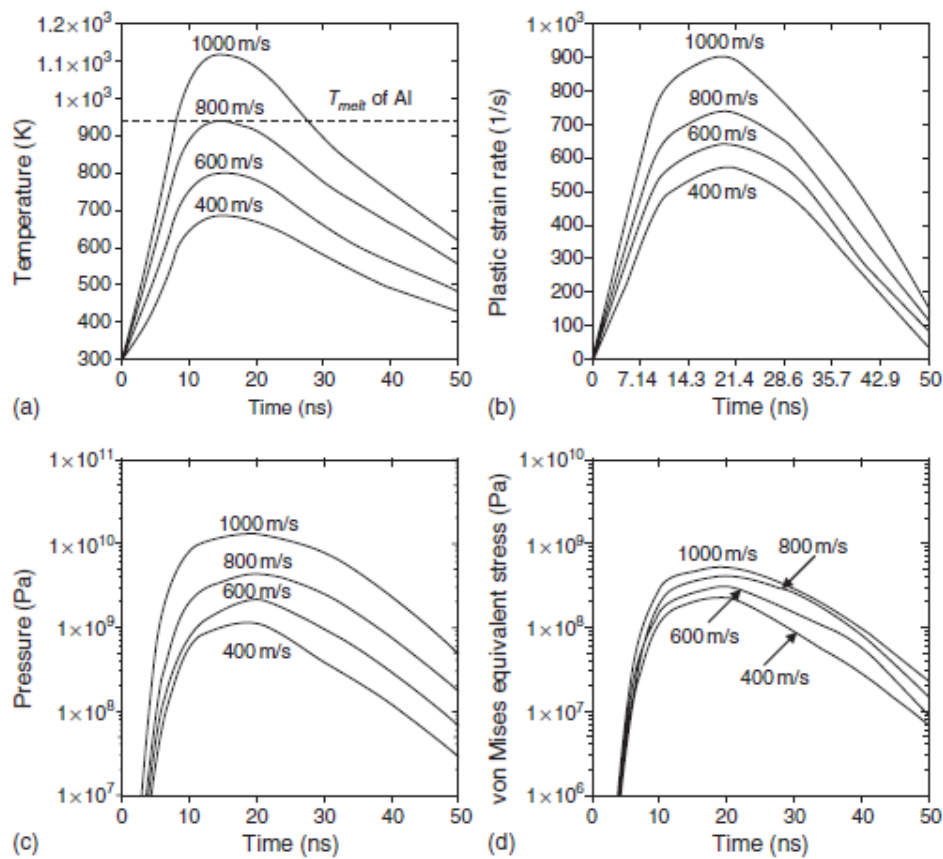 1.2×10³
1.1×10³
1×10³
900
800
700
600
500
400
300
Temperature (K)
1000 m/s
T_melt of Al
800 m/s
600 m/s
400 m/s
0 10 20 30 40 50
Time (ns)
(a)
1×10³
900
800
700
600
500
400
300
200
100
0
Plastic strain rate (1/s)
1000 m/s
800 m/s
600 m/s
400 m/s
0 7.14 14.3 21.4 28.6 35.7 42.9 50
Time (ns)
(b)
1×10¹¹
1×10¹⁰
1×10⁹
1×10⁸
1×10⁷
Pressure (Pa)
1000 m/s
800 m/s
600 m/s
400 m/s
0 10 20 30 40 50
Time (ns)
(c)
1×10¹⁰
1×10⁹
1×10⁸
1×10⁷
1×10⁶
von Mises equivalent stress (Pa)
1000 m/s
800 m/s
600 m/s
400 m/s
0 10 20 30 40 50
Time (ns)
(d)